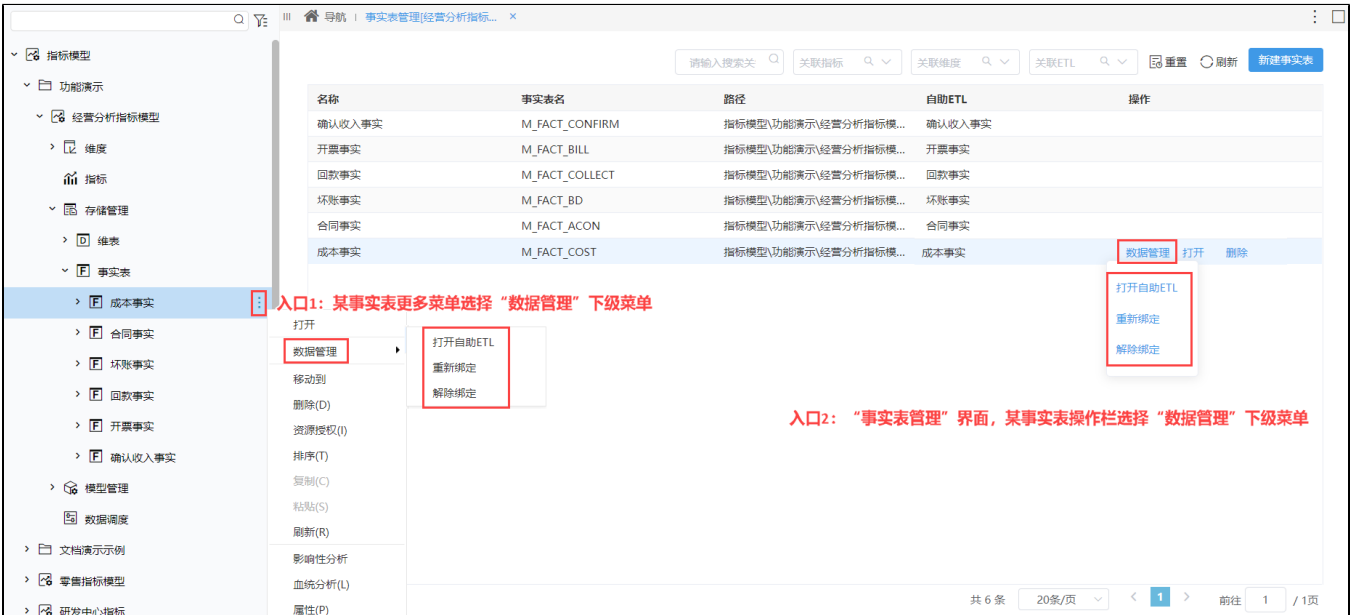 导航
事实表管理[经营分析指标... ×
指标模型
功能演示
经营分析指标模型
维度
指标
存储管理
D 维表
F 事实表
F 成本事实
F 合同事实
F 坏账事实
F 回款事实
F 开票事实
F 确认收入事实
模型管理
数据调度
文档演示示例
零售指标模型
研发中心指标
请输入搜索关 关联指标 关联维度 关联ETL 重置 刷新 新建事实表
名称 事实表名 路径 自助ETL 操作
确认收入事实 M_FACT_CONFIRM 指标模型\功能演示\经营分析指标模... 确认收入事实
开票事实 M_FACT_BILL 指标模型\功能演示\经营分析指标模... 开票事实
回款事实 M_FACT_COLLECT 指标模型\功能演示\经营分析指标模... 回款事实
坏账事实 M_FACT_BD 指标模型\功能演示\经营分析指标模... 坏账事实
合同事实 M_FACT_ACON 指标模型\功能演示\经营分析指标模... 合同事实
成本事实 M_FACT_COST 指标模型\功能演示\经营分析指标模... 成本事实 数据管理 打开 删除
打开自助ETL
重新绑定
解除绑定
入口1：某事实表更多菜单选择“数据管理”下级菜单
打开
数据管理
移动到
删除(D)
资源授权(I)
排序(T)
复制(C)
粘贴(S)
刷新(R)
影响性分析
血统分析(L)
属性(P)
打开自助ETL
重新绑定
解除绑定
入口2：“事实表管理”界面，某事实表操作栏选择“数据管理”下级菜单
共 6 条 20条/页 1 前往 1 / 1页